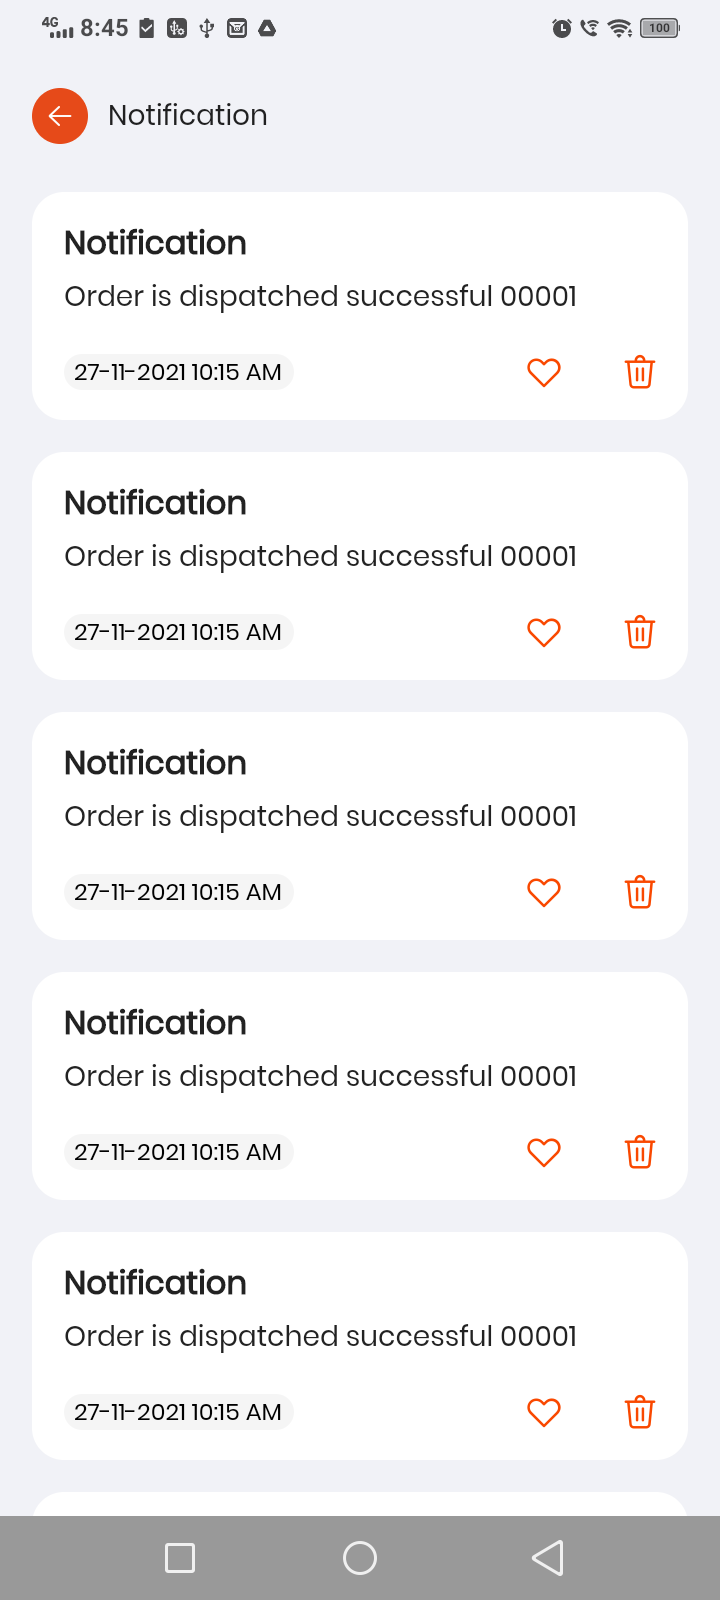 4G 8:45 100
Notification
Notification
Order is dispatched successful 00001
27-11-2021 10:15 AM
Notification
Order is dispatched successful 00001
27-11-2021 10:15 AM
Notification
Order is dispatched successful 00001
27-11-2021 10:15 AM
Notification
Order is dispatched successful 00001
27-11-2021 10:15 AM
Notification
Order is dispatched successful 00001
27-11-2021 10:15 AM